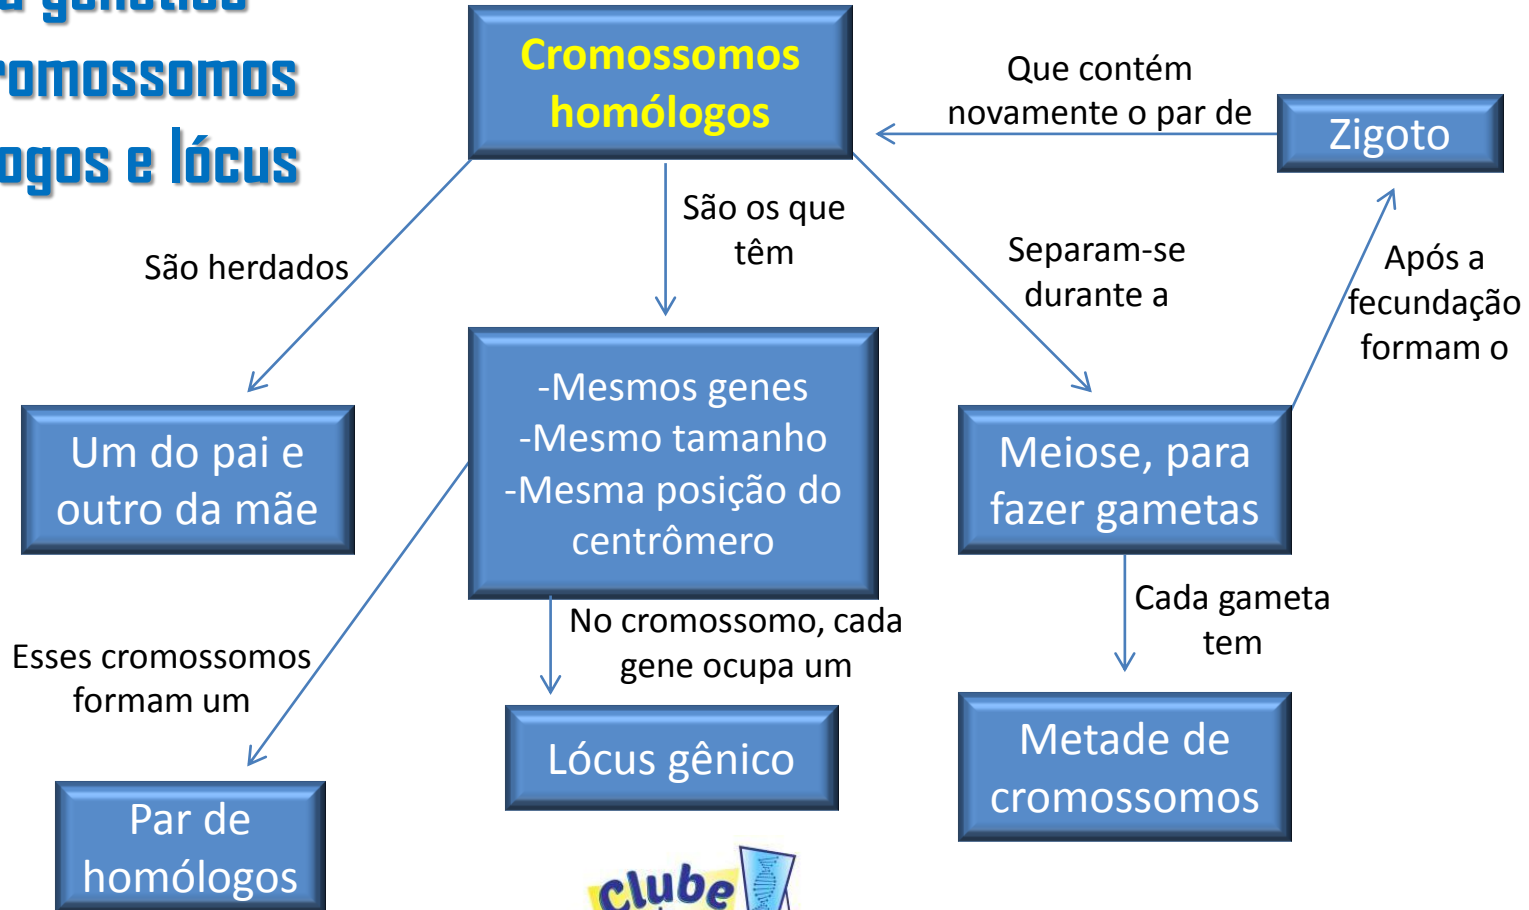 genético
cromossomos
ogos e lócus
Cromossomos
homólogos
Que contém
novamente o par de
Zigoto
São herdados
São os que
têm
Separam-se
durante a
Após a
fecundação
formam o
Um do pai e
outro da mãe
-Mesmos genes
-Mesmo tamanho
-Mesma posição do
centrômero
Meiose, para
fazer gametas
Esses cromossomos
formam um
No cromossomo, cada
gene ocupa um
Cada gameta
tem
Par de
homólogos
Lócus gênico
Metade de
cromossomos
Clube